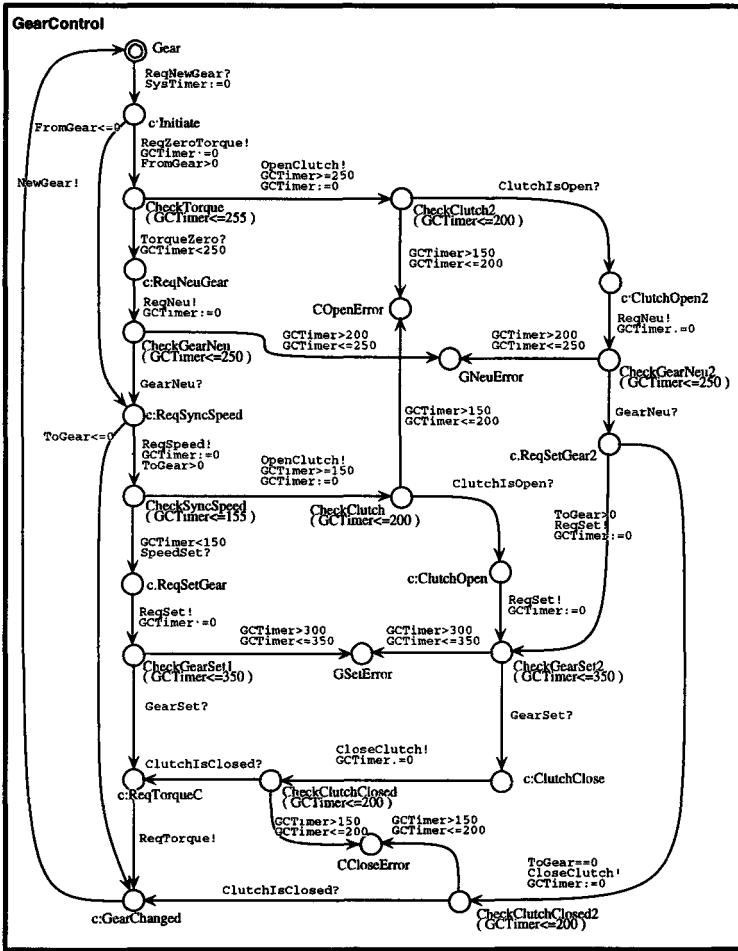 GearControl
Gear
ReqNewGear?
SysTimer:=0
c:Initiate
FromGear<=0
ReqZeroTorque!
GCTimer:=0
FromGear>0
NewGear!
OpenClutch!
GCTimer>=250
GCTimer:=0
ClutchIsOpen?
CheckTorque
( GCTimer<=255 )
CheckClutch2
( GCTimer<=200 )
TorqueZero?
GCTimer<250
GCTimer>150
GCTimer<=200
c:ReqNeuGear
c:ClutchOpen2
ReqNeu!
GCTimer:=0
COpenError
ReqNeu!
GCTimer.=0
CheckGearNeu
( GCTimer<=250 )
GCTimer>200
GCTimer<=250
GCTimer>200
GCTimer<=250
GNeuError
CheckGearNeu2
( GCTimer<=250 )
GearNeu?
GearNeu?
c:ReqSyncSpeed
GCTimer>150
GCTimer<=200
ToGear<=0
c.ReqSetGear2
ReqSpeed!
GCTimer:=0
ToGear>0
OpenClutch!
GCTimer>=150
GCTimer:=0
ClutchIsOpen?
CheckSyncSpeed
( GCTimer<=155 )
CheckClutch
( GCTimer<=200 )
ToGear>0
ReqSet!
GCTimer:=0
GCTimer<150
SpeedSet?
c.ReqSetGear
c:ClutchOpen
ReqSet!
GCTimer:=0
ReqSet!
GCTimer:=0
GCTimer>300
GCTimer<=350
GCTimer>300
GCTimer<=350
CheckGearSet1
( GCTimer<=350 )
GSetError
CheckGearSet2
( GCTimer<=350 )
GearSet?
GearSet?
ClutchIsClosed?
CloseClutch!
GCTimer.=0
c:ReqTorqueC
CheckClutchClosed
( GCTimer<=200 )
c:ClutchClose
GCTimer>150
GCTimer<=200
GCTimer>150
GCTimer<=200
ReqTorque!
CCloseError
ToGear==0
CloseClutch!
GCTimer:=0
ClutchIsClosed?
c:GearChanged
CheckClutchClosed2
( GCTimer<=200 )